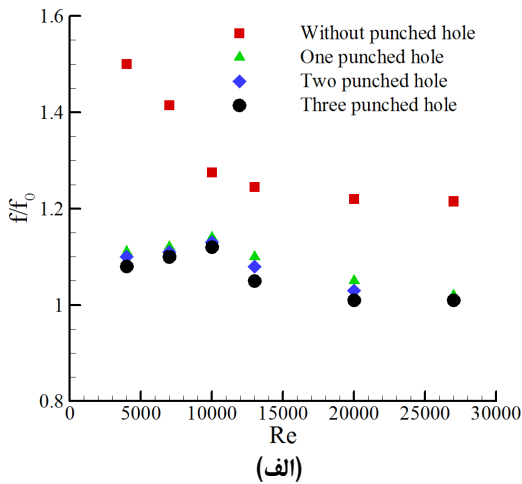 Without punched hole
One punched hole
Two punched hole
Three punched hole
f/f0
1.6
1.4
1.2
1
0.8
0 5000 10000 15000 20000 25000 30000
Re
(الف)